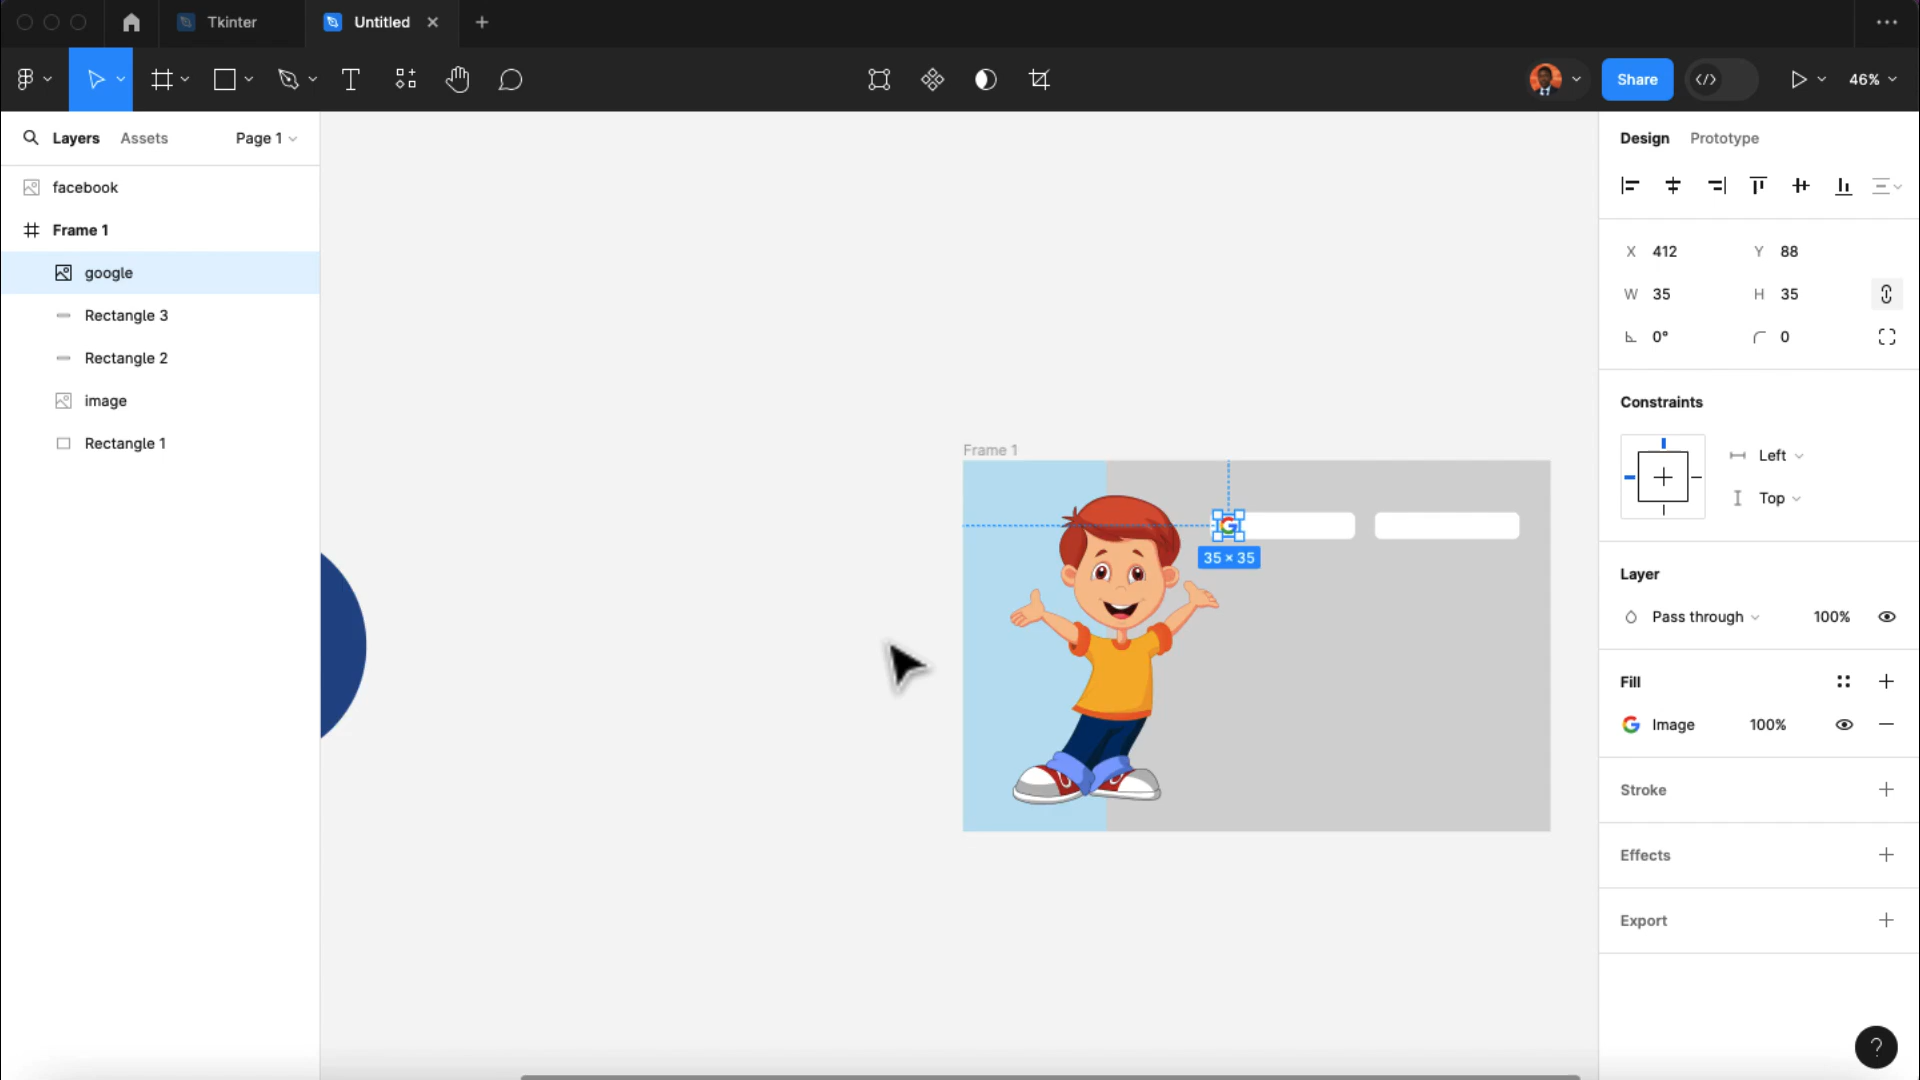 Tkinter
Untitled
Share
46%
Layers
Assets
Page 1
facebook
Frame 1
google
Rectangle 3
Rectangle 2
image
Rectangle 1
Frame 1
35 × 35
Design
Prototype
X 412
Y 88
W 35
H 35
0°
0
Constraints
Left
Top
Layer
Pass through
100%
Fill
Image
100%
Stroke
Effects
Export
?